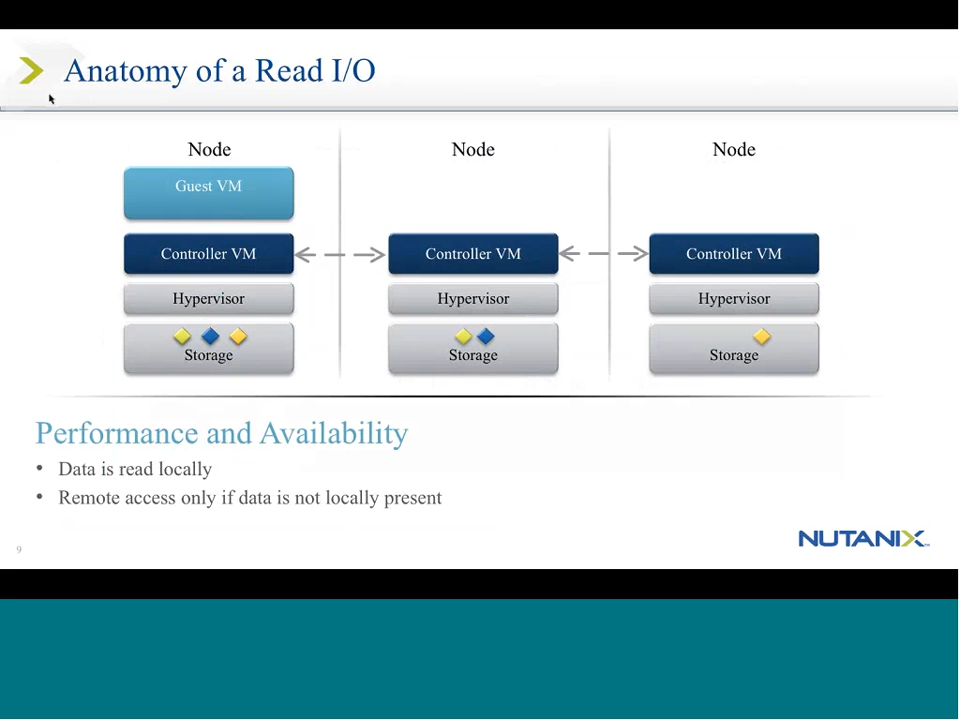 Anatomy of a Read I/O
Node
Node
Node
Guest VM
Controller VM
Controller VM
Controller VM
Hypervisor
Hypervisor
Hypervisor
Storage
Storage
Storage
Performance and Availability
• Data is read locally
• Remote access only if data is not locally present
9
NUTANIX